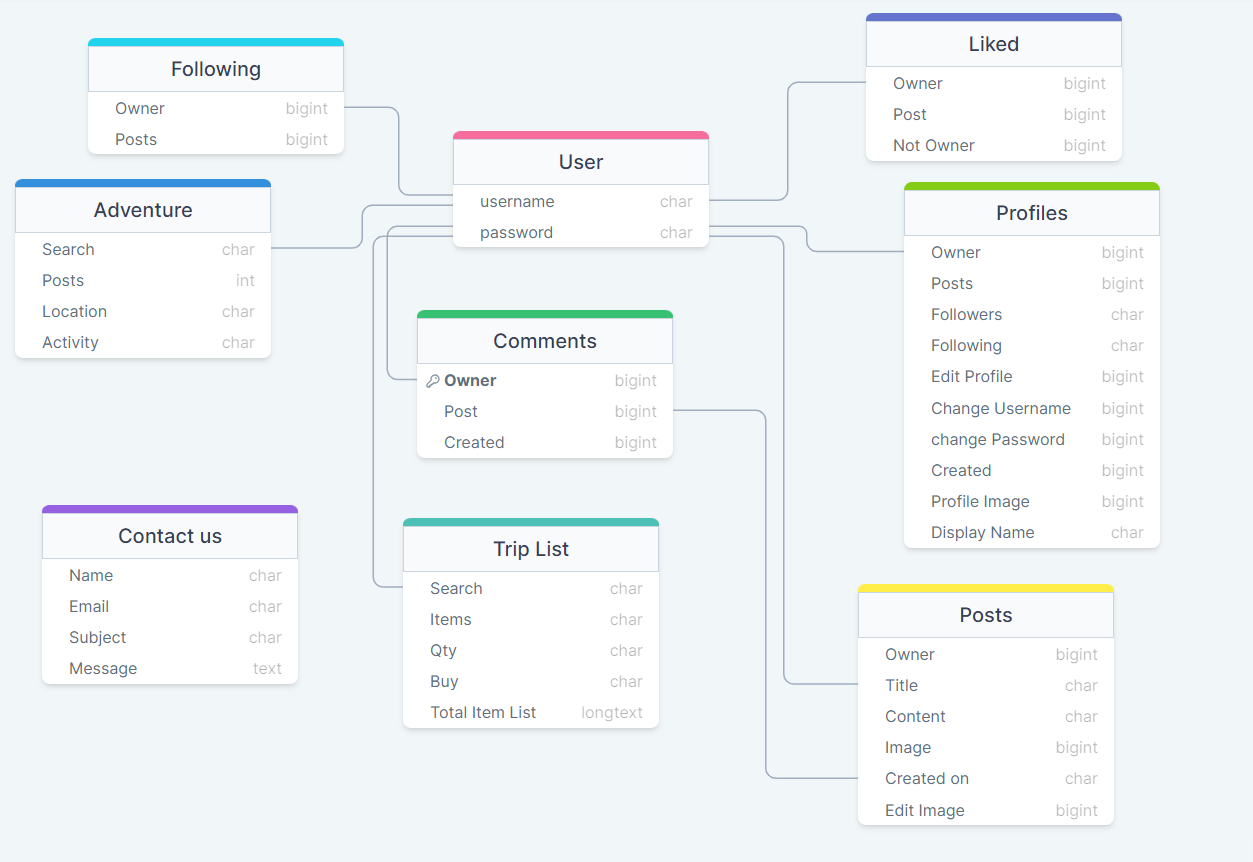 Following
Owner bigint
Posts bigint
Liked
Owner bigint
Post bigint
Not Owner bigint
User
username char
password char
Adventure
Search char
Posts int
Location char
Activity char
Profiles
Owner bigint
Posts bigint
Followers char
Following char
Edit Profile bigint
Change Username bigint
change Password bigint
Created bigint
Profile Image bigint
Display Name char
Comments
Owner bigint
Post bigint
Created bigint
Contact us
Name char
Email char
Subject char
Message text
Trip List
Search char
Items char
Qty char
Buy char
Total Item List longtext
Posts
Owner bigint
Title char
Content char
Image bigint
Created on char
Edit Image bigint